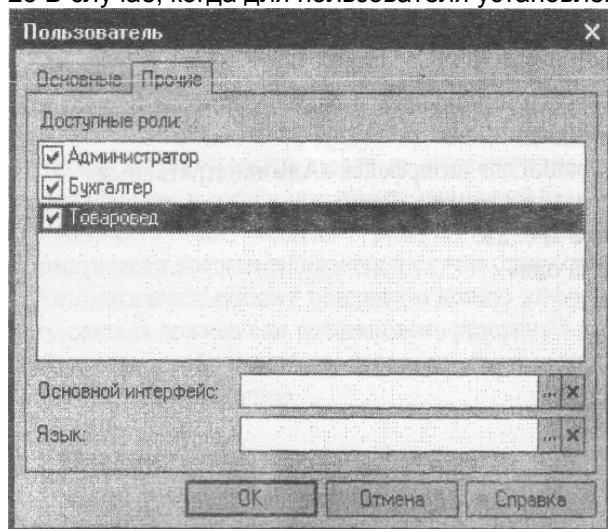 Пользователь
Основные Прочие
Доступные роли:
Администратор
Бухгалтер
Товаровед
Основной интерфейс:
Язык:
OK Отмена Справка